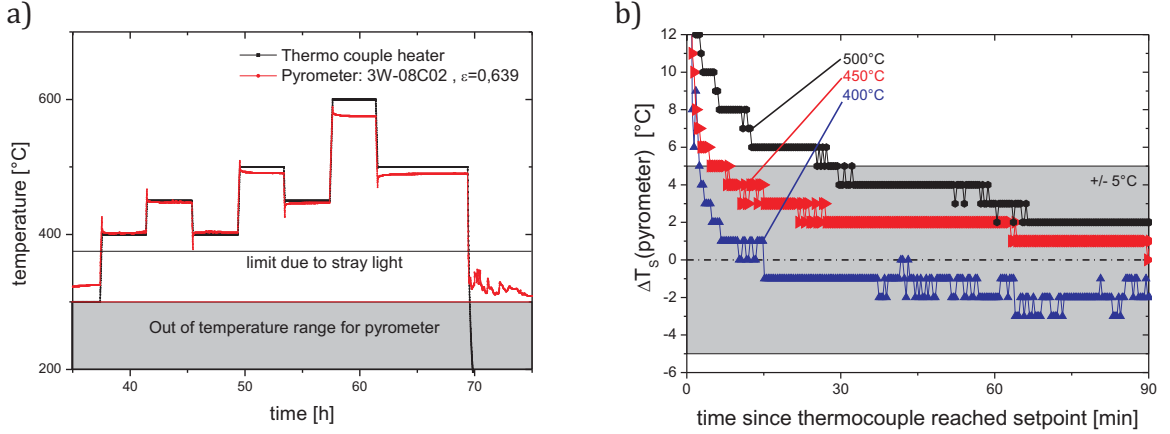 a)
temperature [°C]
600
400
200
Thermo couple heater
Pyrometer: 3W-08C02 , ε=0,639
limit due to stray light
Out of temperature range for pyrometer
40
50
60
70
time [h]
b)
ΔTS(pyrometer) [°C]
12
10
8
6
4
2
0
-2
-4
-6
500°C
450°C
400°C
+/- 5°C
0
30
60
90
time since thermocouple reached setpoint [min]